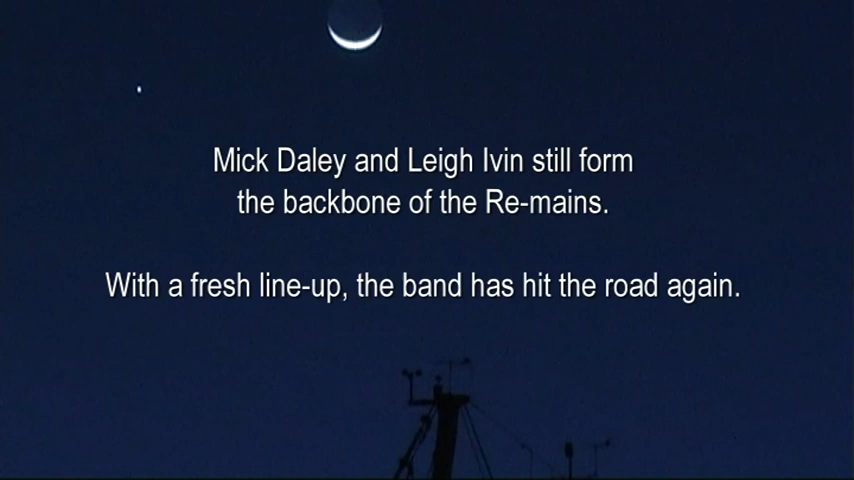 Mick Daley and Leigh Ivin still form
the backbone of the Re-mains.
With a fresh line-up, the band has hit the road again.